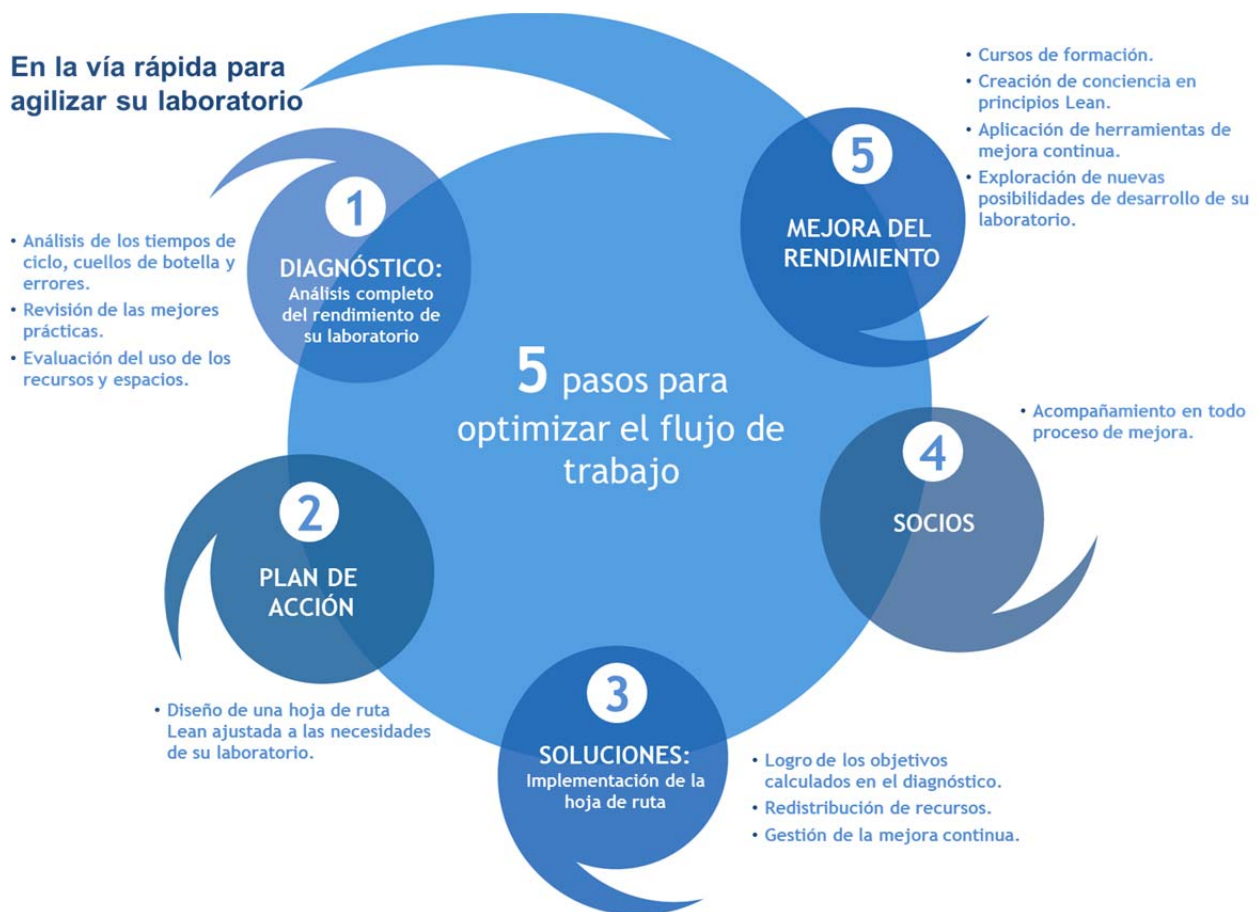 En la vía rápida para
agilizar su laboratorio
1
DIAGNÓSTICO:
Análisis completo
del rendimiento de
su laboratorio
• Análisis de los tiempos de
ciclo, cuellos de botella y
errores.
• Revisión de las mejores
prácticas.
• Evaluación del uso de los
recursos y espacios.
5 pasos para
optimizar el flujo de
trabajo
2
PLAN DE
ACCIÓN
• Diseño de una hoja de ruta
Lean ajustada a las necesidades
de su laboratorio.
3
SOLUCIONES:
Implementación de la
hoja de ruta
• Logro de los objetivos
calculados en el diagnóstico.
• Redistribución de recursos.
• Gestión de la mejora continua.
4
SOCIOS
• Acompañamiento en todo
proceso de mejora.
5
MEJORA DEL
RENDIMIENTO
• Cursos de formación.
• Creación de conciencia en
principios Lean.
• Aplicación de herramientas de
mejora continua.
• Exploración de nuevas
posibilidades de desarrollo de su
laboratorio.